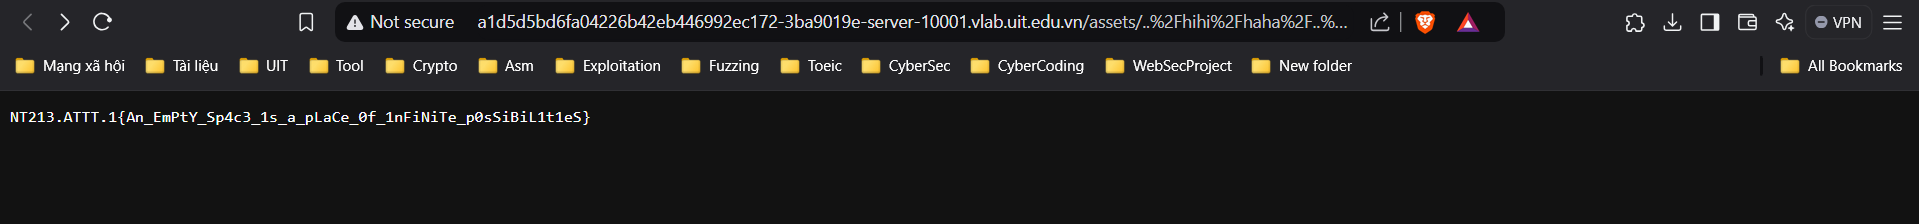 Not secure a1d5d5bd6fa04226b42eb446992ec172-3ba9019e-server-10001.vlab.uit.edu.vn/assets/..%2Fhihi%2Fhaha%2F..%... VPN
Mạng xã hội Tài liệu UIT Tool Crypto Asm Exploitation Fuzzing Toeic CyberSec CyberCoding WebSecProject New folder All Bookmarks
NT213.ATTT.1{An_EmPtY_Sp4c3_1s_a_pLaCe_0f_1nFiNiTe_p0sSiBiL1t1eS}